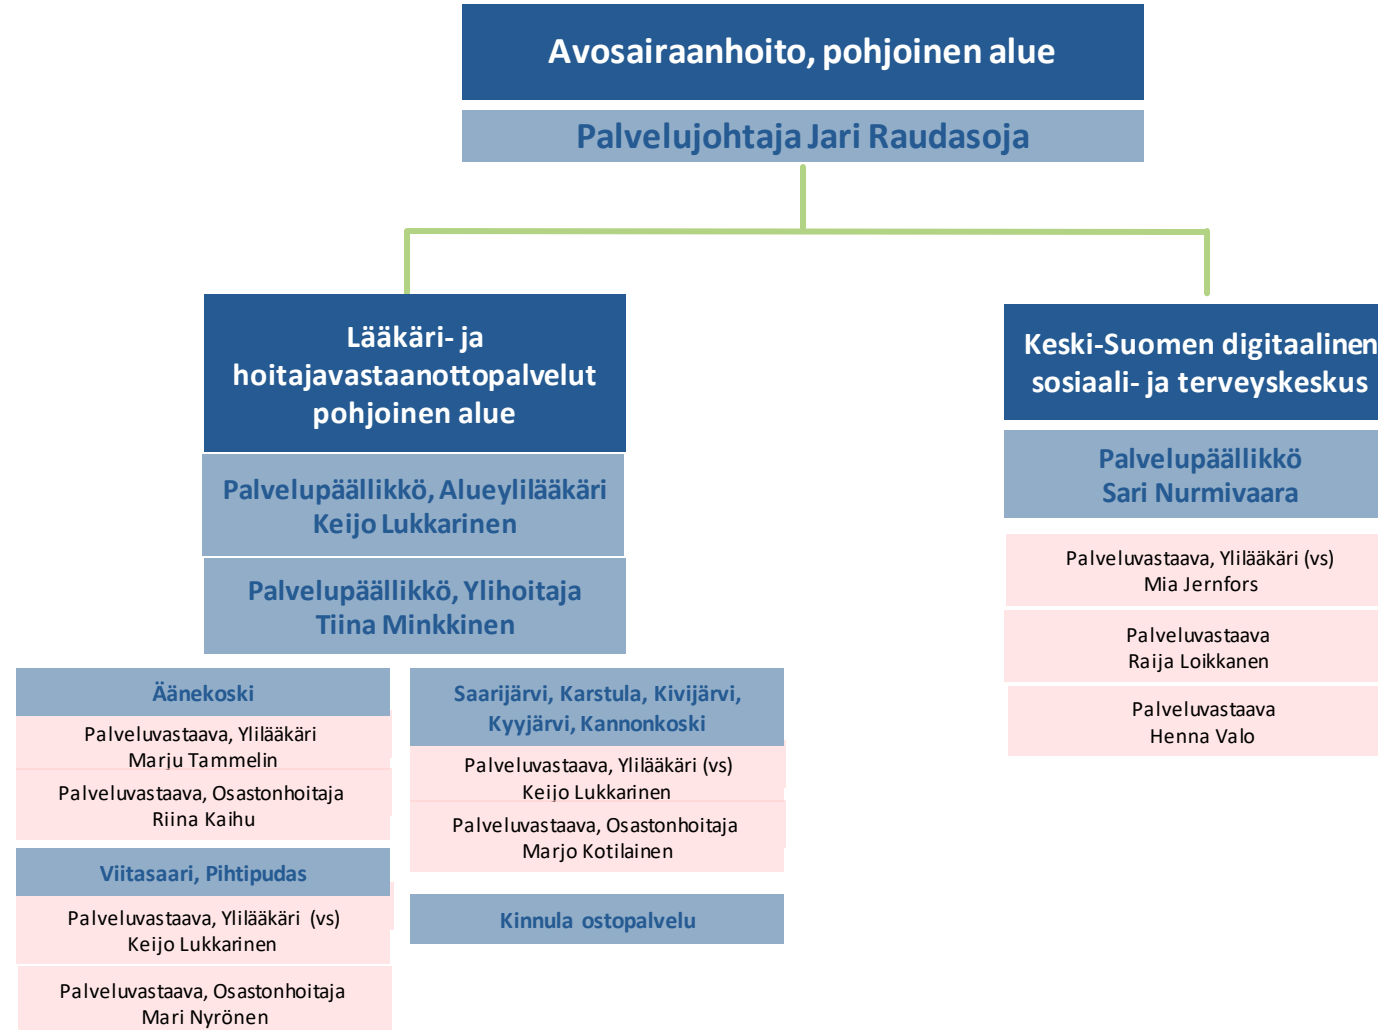 Avosairaanhoito, pohjoinen alue
Palvelujohtaja Jari Raudasoja
Lääkäri- ja
hoitajavastaanottopalvelut
pohjoinen alue
Palvelupäällikkö, Alueylilääkäri
Keijo Lukkarinen
Palvelupäällikkö, Ylihoitaja
Tiina Minkkinen
Äänekoski
Palveluvastaava, Ylilääkäri
Marju Tammelin
Palveluvastaava, Osastonhoitaja
Riina Kaihu
Viitasaari, Pihtipudas
Palveluvastaava, Ylilääkäri (vs)
Keijo Lukkarinen
Palveluvastaava, Osastonhoitaja
Mari Nyrönen
Saarijärvi, Karstula, Kivijärvi,
Kyyjärvi, Kannonkoski
Palveluvastaava, Ylilääkäri (vs)
Keijo Lukkarinen
Palveluvastaava, Osastonhoitaja
Marjo Kotilainen
Kinnula ostopalvelu
Keski-Suomen digitaalinen
sosiaali- ja terveyskeskus
Palvelupäällikkö
Sari Nurmivaara
Palveluvastaava, Ylilääkäri (vs)
Mia Jernfors
Palveluvastaava
Raija Loikkanen
Palveluvastaava
Henna Valo